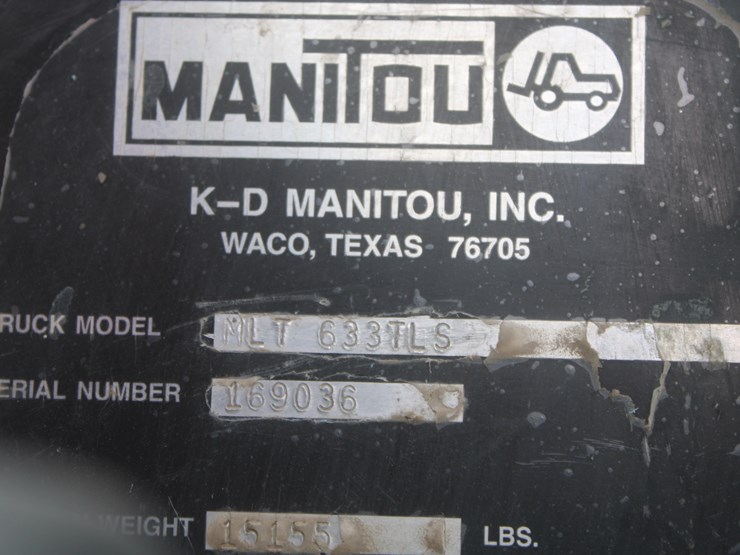 MANITOU
K-D MANITOU, INC.
WACO, TEXAS 76705
RUCK MODEL MLT 633TLS
ERIAL NUMBER 169036
WEIGHT 15155 LBS.